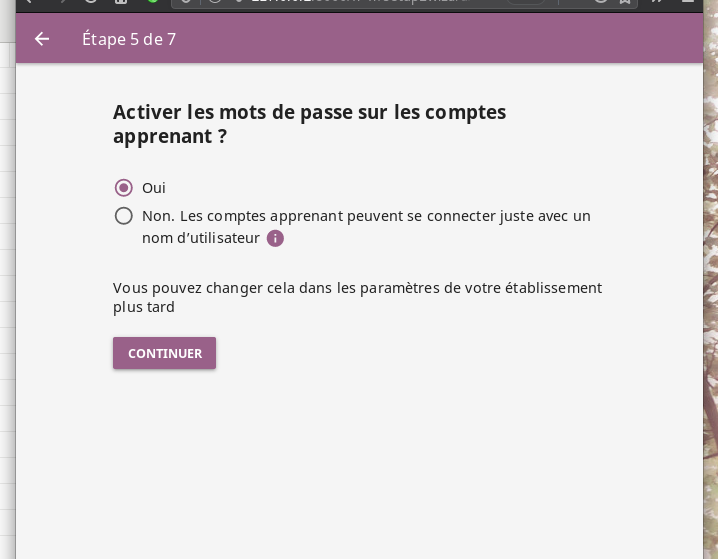 Étape 5 de 7
Activer les mots de passe sur les comptes
apprenant ?
Oui
Non. Les comptes apprenant peuvent se connecter juste avec un
nom d’utilisateur
Vous pouvez changer cela dans les paramètres de votre établissement
plus tard
CONTINUER